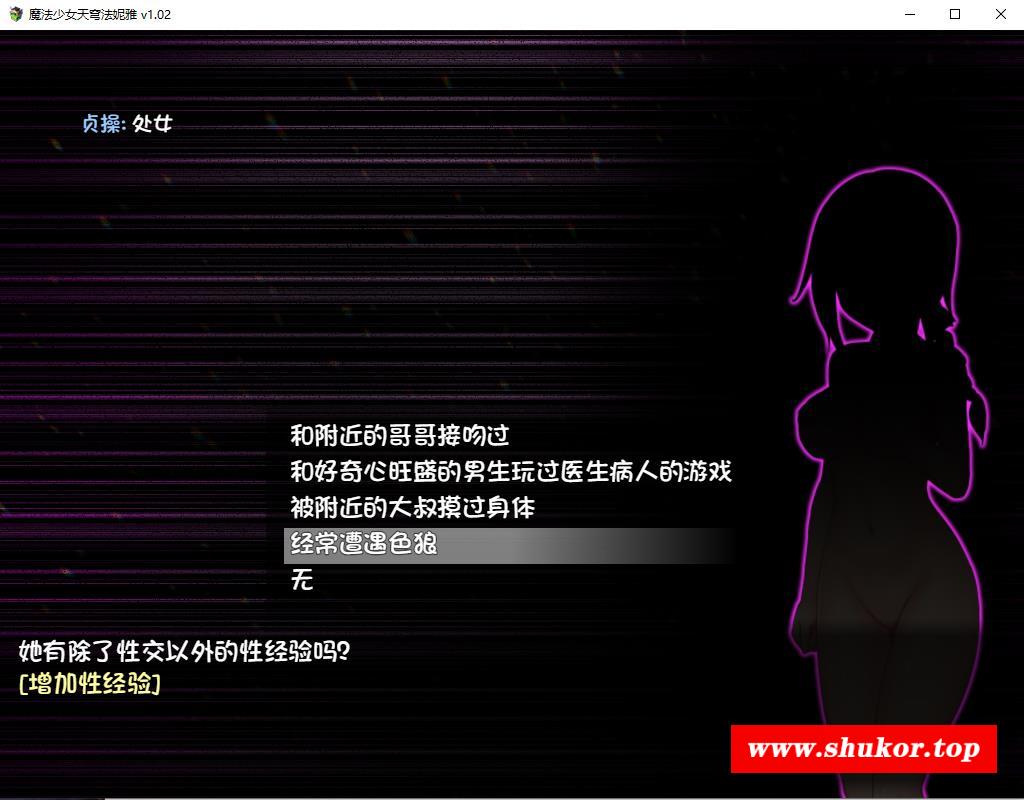 魔法少女天穹法妮雅 v1.02
贞操: 处女
和附近的哥哥接吻过
和好奇心旺盛的男生玩过医生病人的游戏
被附近的大叔摸过身体
经常遭遇色狼
无
她有除了性交以外的性经验吗?
[增加性经验]
www.shukor.top